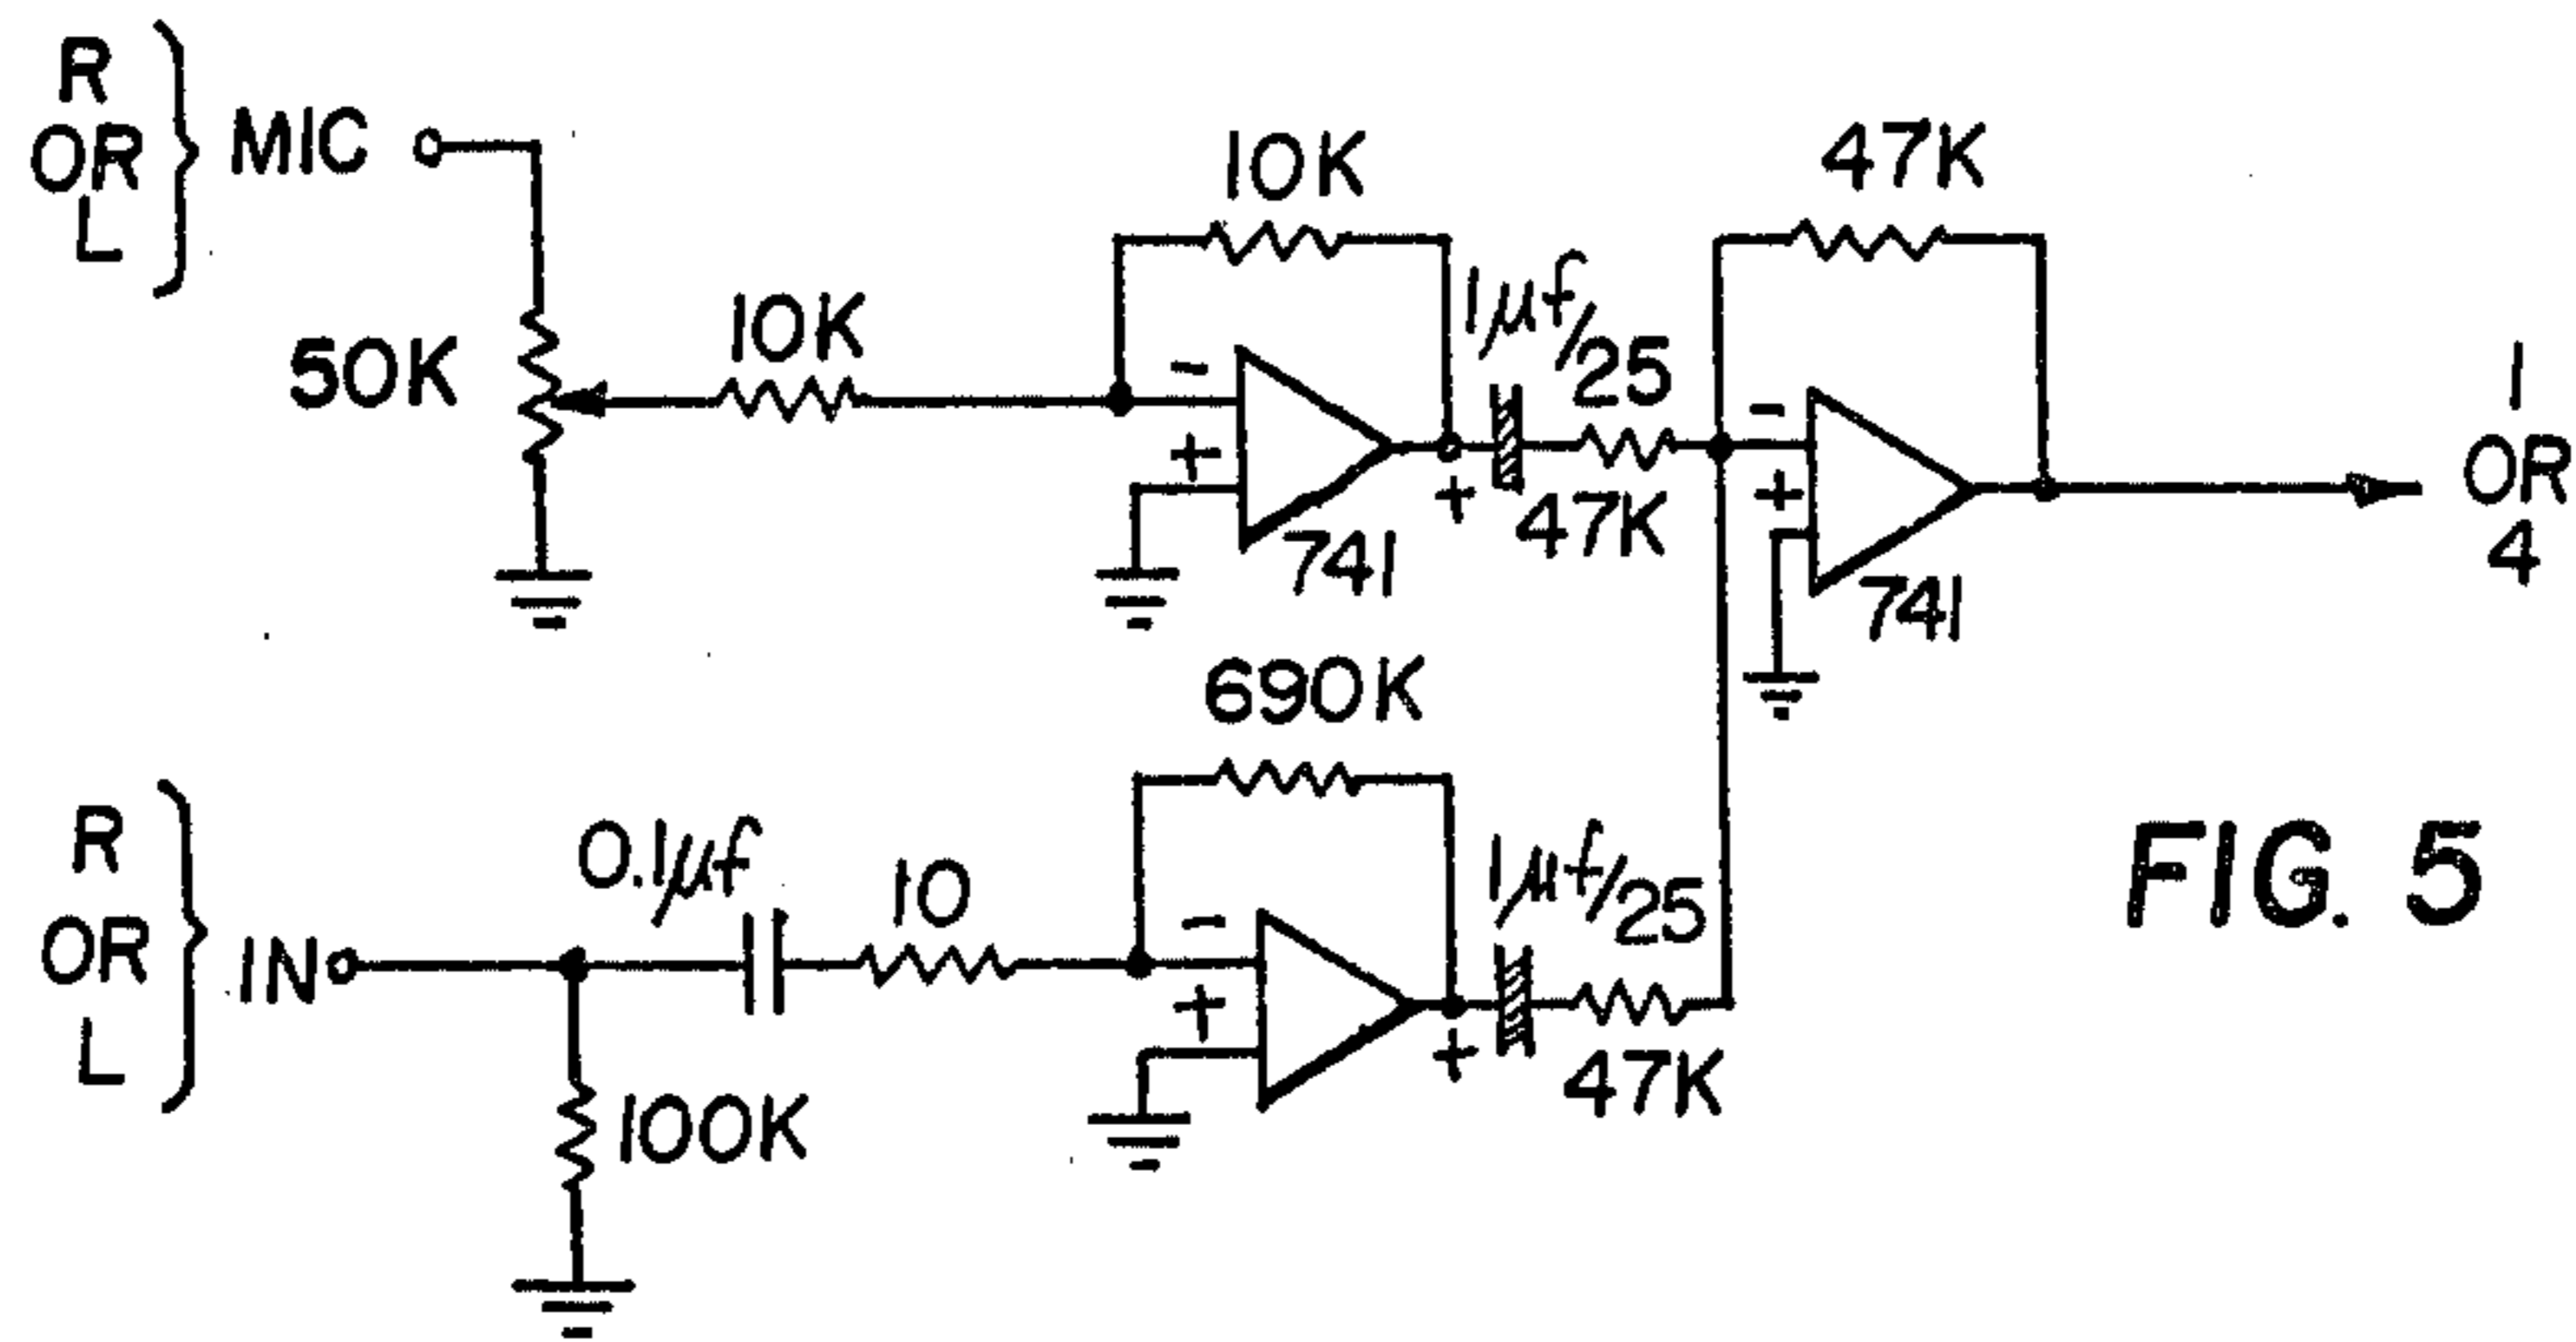 R
OR
L
MIC
50K
10K
10K
-
+
741
1µf/25
+
47K
47K
-
+
741
1
OR
4
R
OR
L
IN
0.1µf
100K
10
690K
-
+
1µf/25
+
47K
FIG. 5